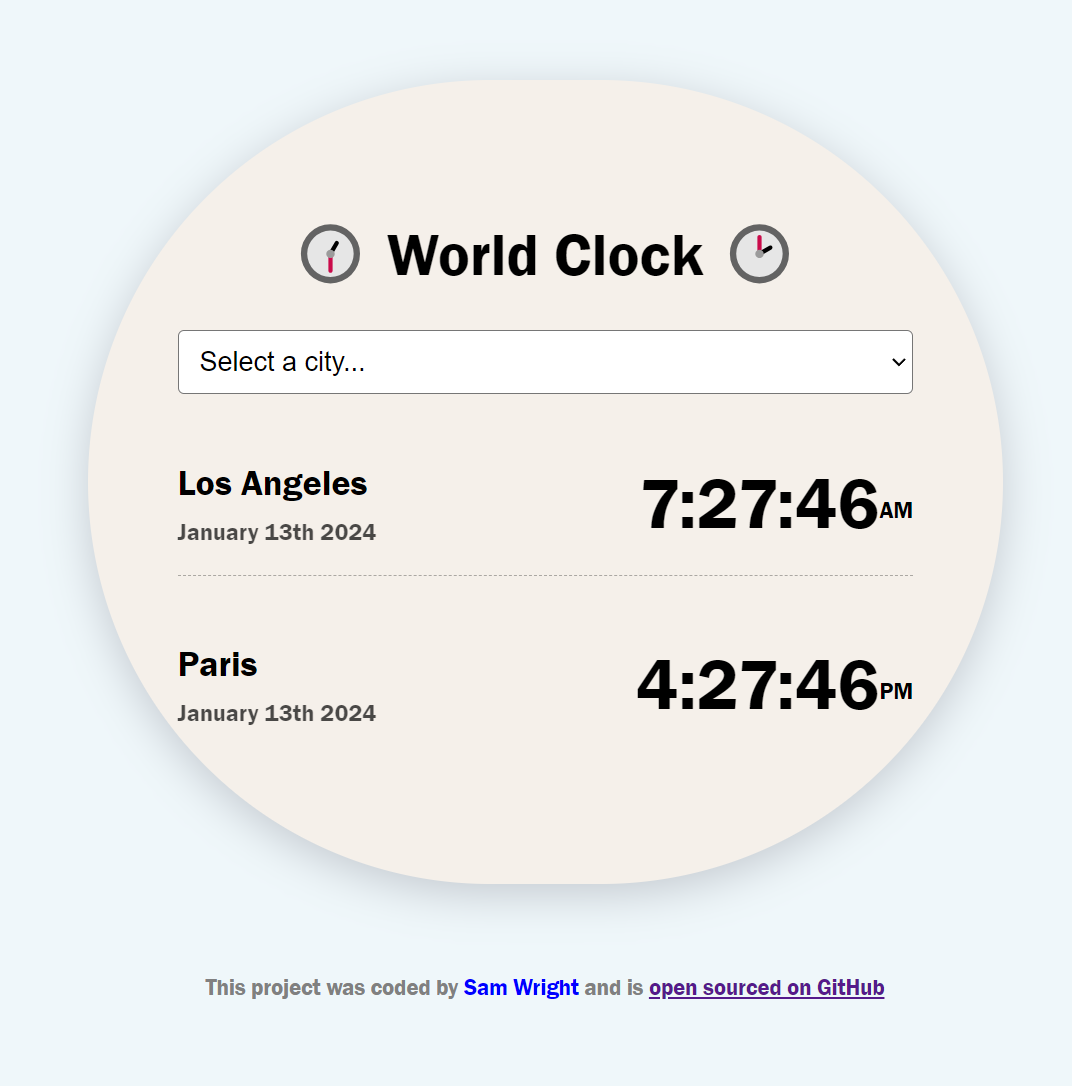 World Clock
Select a city...
Los Angeles
7:27:46AM
January 13th 2024
Paris
4:27:46PM
January 13th 2024
This project was coded by Sam Wright and is open sourced on GitHub